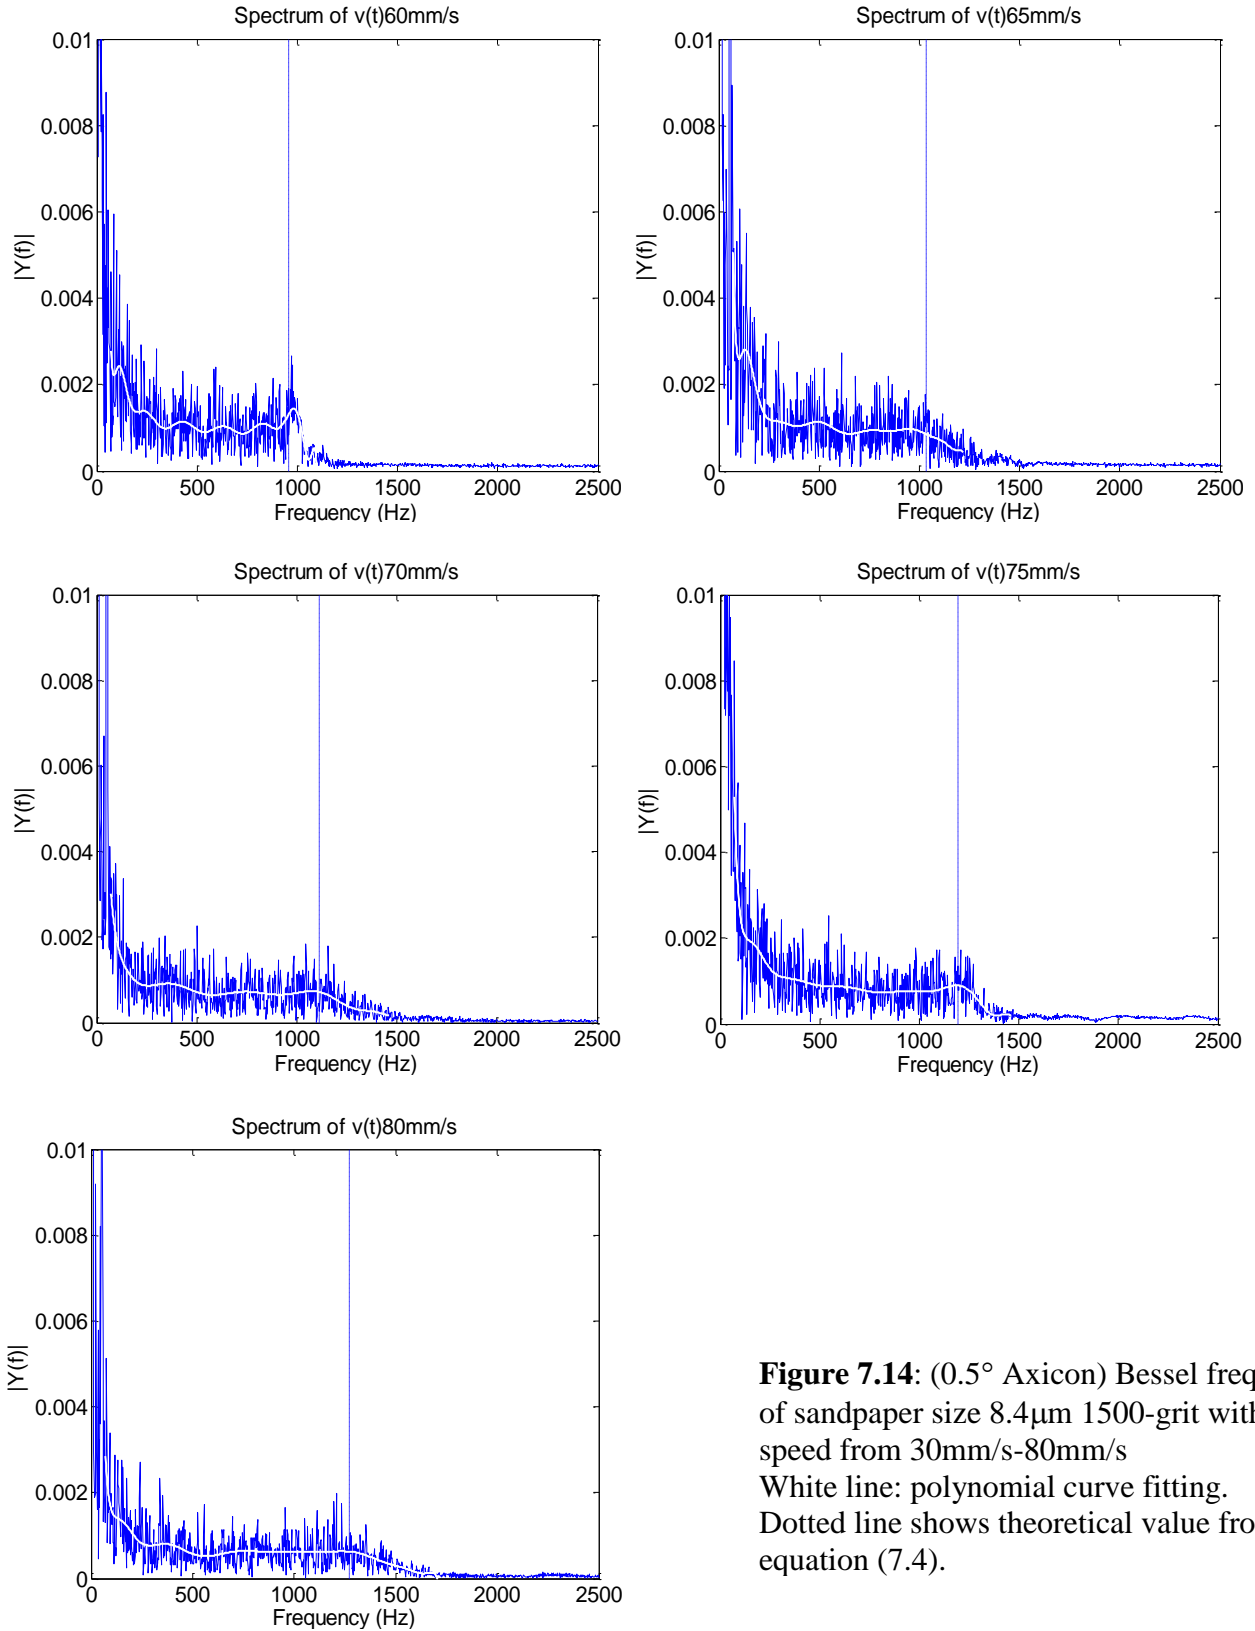 Spectrum of v(t)60mm/s
0.01
0.008
0.006
0.004
0.002
0
|Y(f)|
0 500 1000 1500 2000 2500
Frequency (Hz)
Spectrum of v(t)65mm/s
0.01
0.008
0.006
0.004
0.002
0
|Y(f)|
0 500 1000 1500 2000 2500
Frequency (Hz)
Spectrum of v(t)70mm/s
0.01
0.008
0.006
0.004
0.002
0
|Y(f)|
0 500 1000 1500 2000 2500
Frequency (Hz)
Spectrum of v(t)75mm/s
0.01
0.008
0.006
0.004
0.002
0
|Y(f)|
0 500 1000 1500 2000 2500
Frequency (Hz)
Spectrum of v(t)80mm/s
0.01
0.008
0.006
0.004
0.002
0
|Y(f)|
0 500 1000 1500 2000 2500
Frequency (Hz)
Figure 7.14: (0.5° Axicon) Bessel freq
of sandpaper size 8.4μm 1500-grit with
speed from 30mm/s-80mm/s
White line: polynomial curve fitting.
Dotted line shows theoretical value fro
equation (7.4).